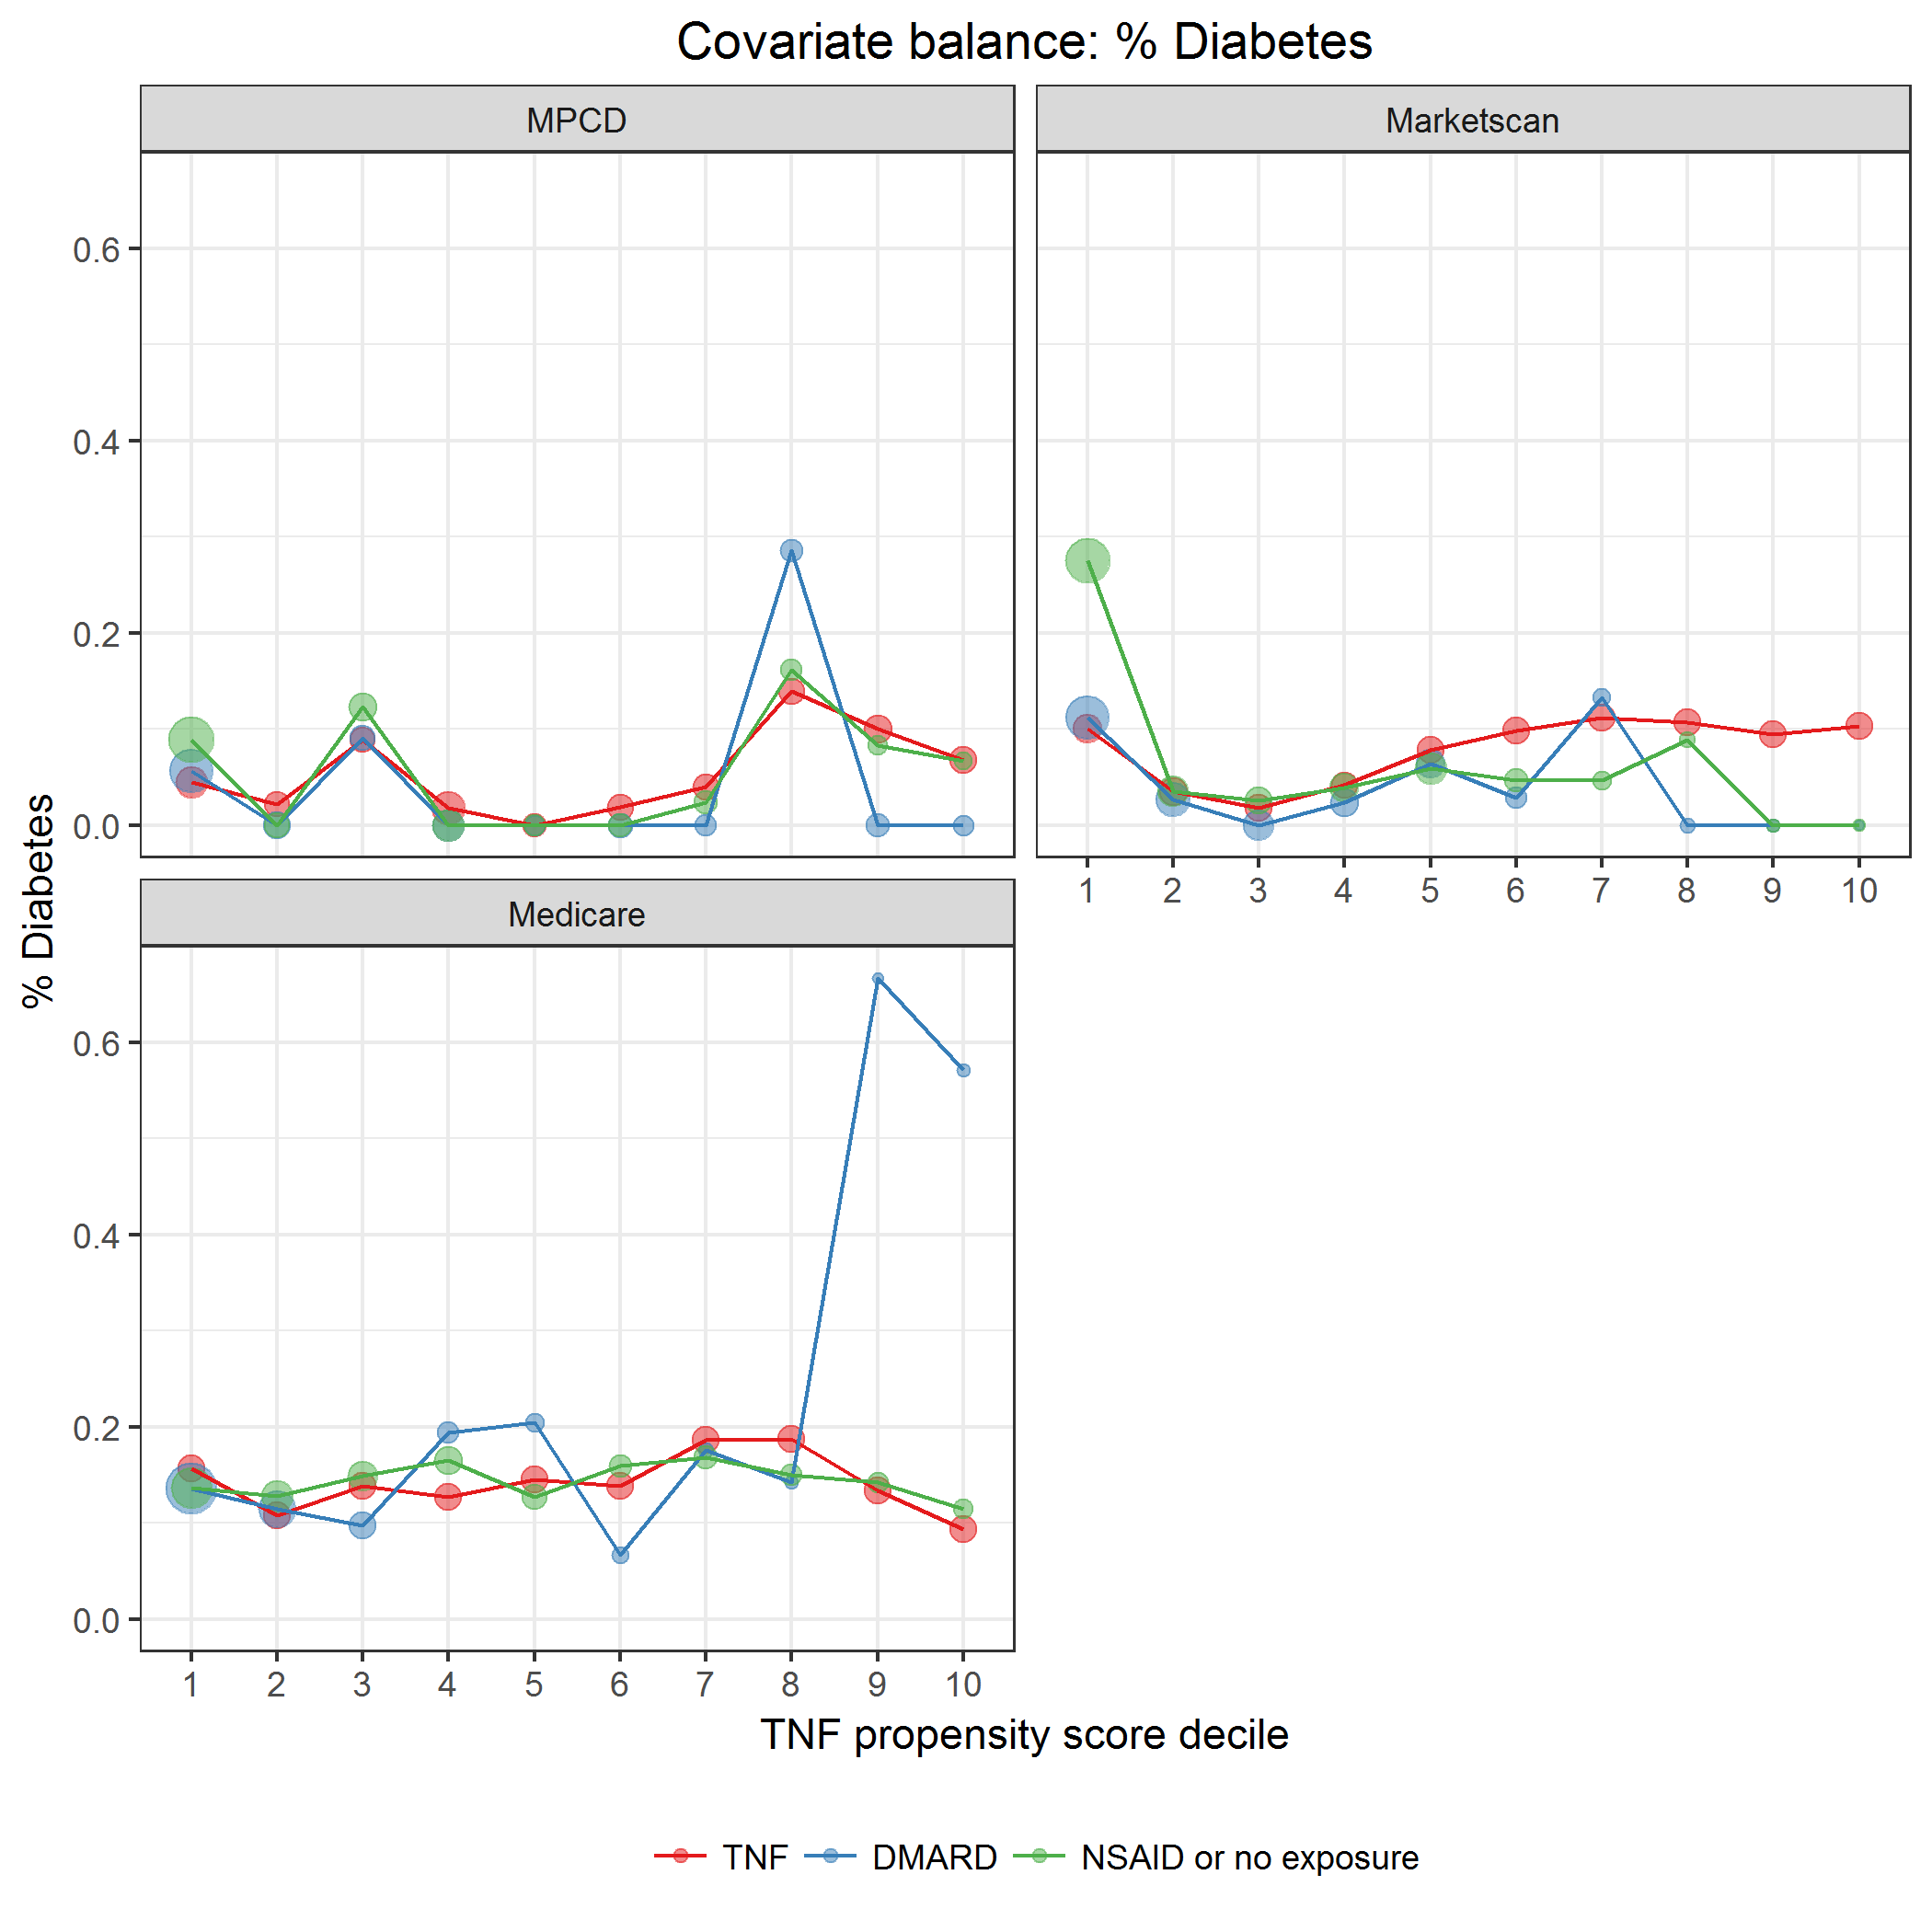 Covariate balance: % Diabetes
MPCD
Marketscan
0.6
0.4
0.2
0.0
1 2 3 4 5 6 7 8 9 10
Medicare
% Diabetes
0.6
0.4
0.2
0.0
1 2 3 4 5 6 7 8 9 10
TNF propensity score decile
TNF DMARD NSAID or no exposure